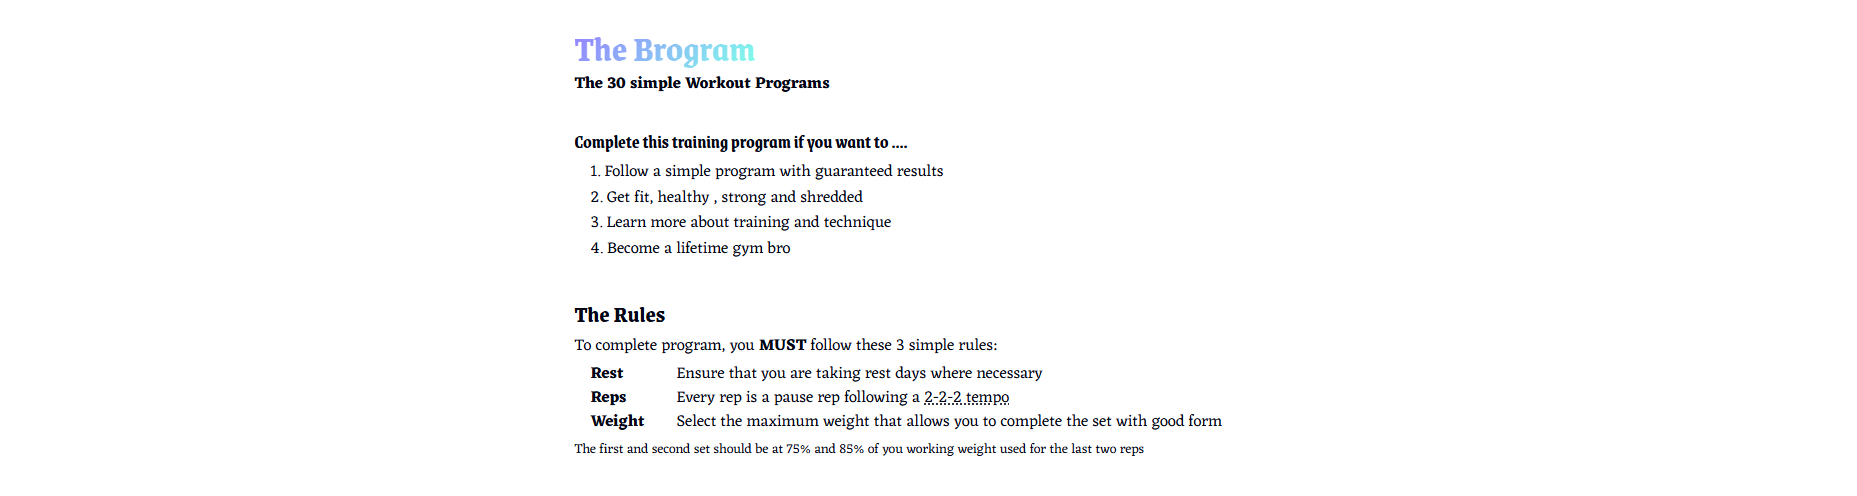 The Brogram
The 30 simple Workout Programs
Complete this training program if you want to ....
1. Follow a simple program with guaranteed results
2. Get fit, healthy , strong and shredded
3. Learn more about training and technique
4. Become a lifetime gym bro
The Rules
To complete program, you MUST follow these 3 simple rules:
Rest Ensure that you are taking rest days where necessary
Reps Every rep is a pause rep following a 2-2-2 tempo
Weight Select the maximum weight that allows you to complete the set with good form
The first and second set should be at 75% and 85% of you working weight used for the last two reps